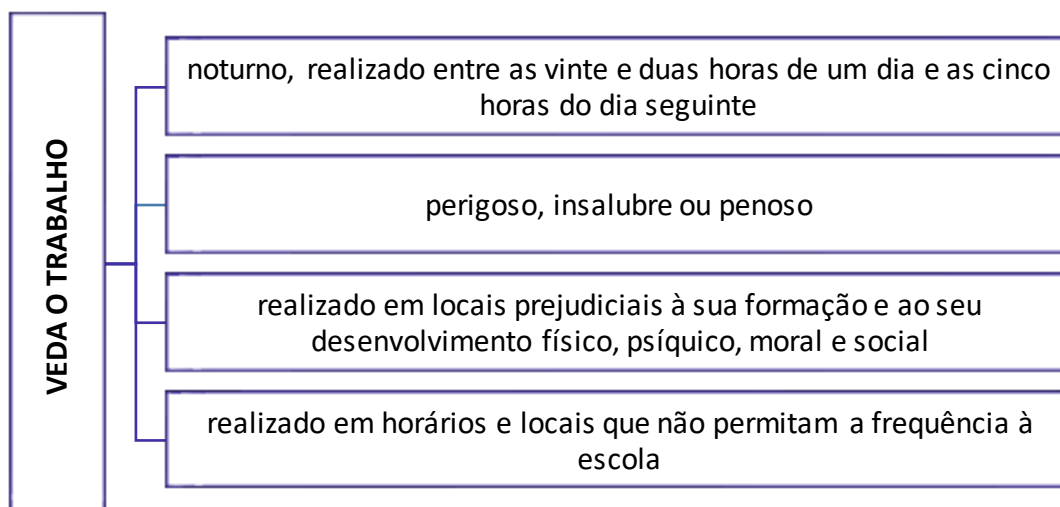 VEDA O TRABALHO
noturno, realizado entre as vinte e duas horas de um dia e as cinco
horas do dia seguinte
perigoso, insalubre ou penoso
realizado em locais prejudiciais à sua formação e ao seu
desenvolvimento físico, psíquico, moral e social
realizado em horários e locais que não permitam a frequência à
escola